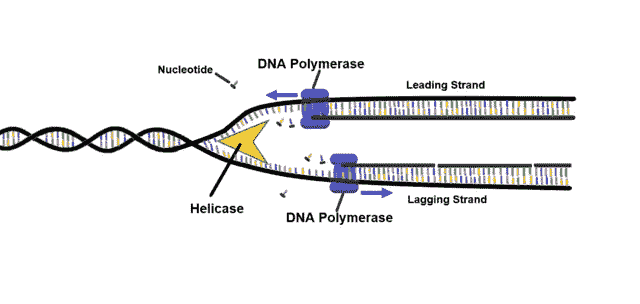 DNA Polymerase
Nucleotide
Leading Strand
Helicase
DNA Polymerase
Lagging Strand